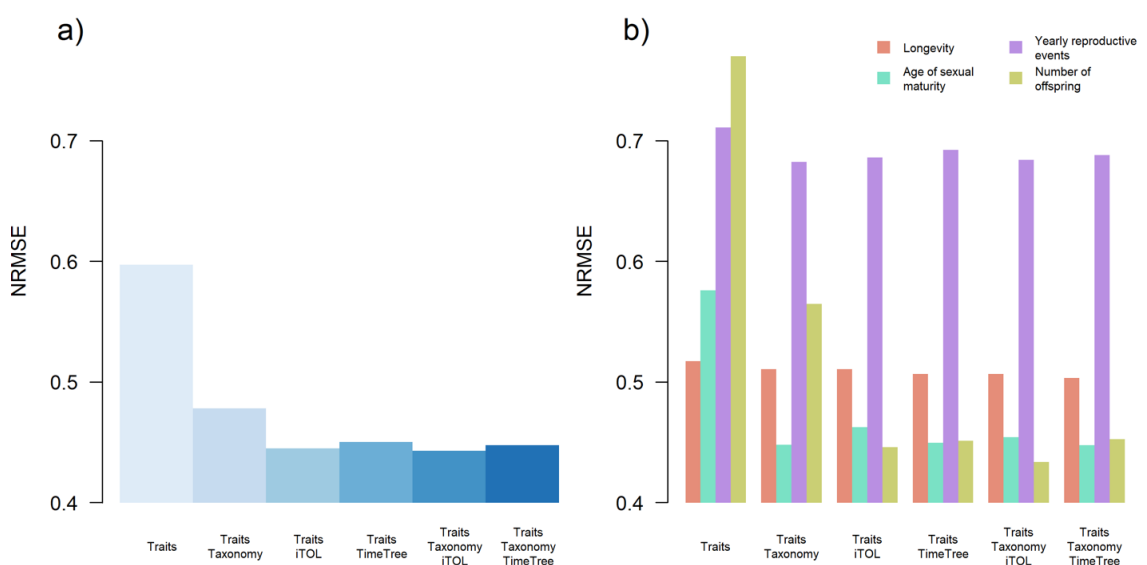 a)
NRMSE
0.7
0.6
0.5
0.4
Traits
Traits
Taxonomy
Traits
iTOL
Traits
TimeTree
Traits
Taxonomy
iTOL
Traits
Taxonomy
TimeTree
b)
Longevity
Age of sexual
maturity
Yearly reproductive
events
Number of
offspring
NRMSE
0.7
0.6
0.5
0.4
Traits
Traits
Taxonomy
Traits
iTOL
Traits
TimeTree
Traits
Taxonomy
iTOL
Traits
Taxonomy
TimeTree